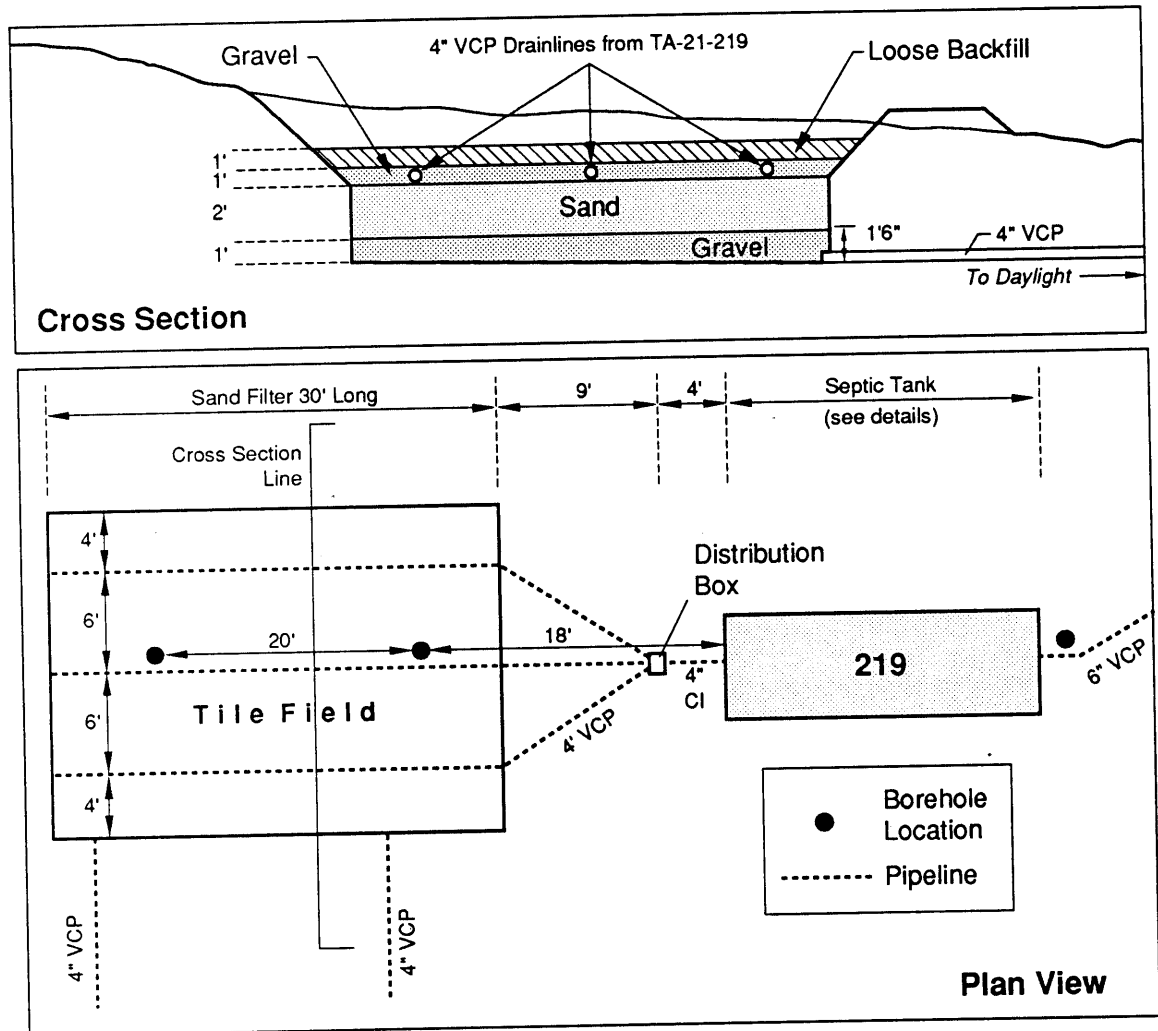 4" VCP Drainlines from TA-21-219
Gravel
Loose Backfill
1'
1'
2'
Sand
1'
Gravel
1'6"
4" VCP
To Daylight
Cross Section
Sand Filter 30' Long
9'
4'
Septic Tank
(see details)
Cross Section
Line
4'
Distribution
Box
6'
20'
18'
219
4"
CI
6" VCP
6'
Tile Field
4' VCP
4'
Borehole
Location
Pipeline
4" VCP
4" VCP
Plan View